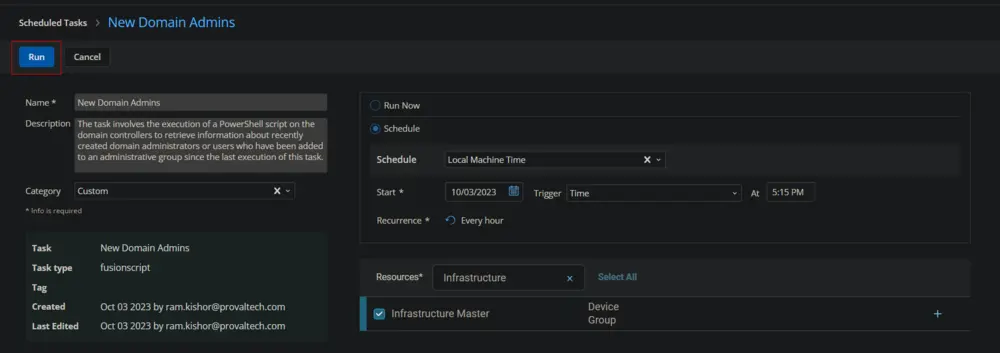 Scheduled Tasks > New Domain Admins
Run Cancel
Name * New Domain Admins
Description The task involves the execution of a PowerShell script on the
domain controllers to retrieve information about recently
created domain administrators or users who have been added
to an administrative group since the last execution of this task.
Category Custom
* Info is required
Task New Domain Admins
Task type fusionscript
Tag
Created Oct 03 2023 by ram.kishor@provaltech.com
Last Edited Oct 03 2023 by ram.kishor@provaltech.com
Run Now
Schedule
Schedule Local Machine Time
Start * 10/03/2023 Trigger Time At 5:15 PM
Recurrence * Every hour
Resources* Infrastructure Select All
Infrastructure Master Device
Group